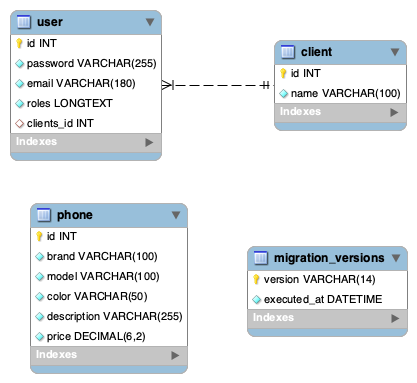 user
id INT
password VARCHAR(255)
email VARCHAR(180)
roles LONGTEXT
clients_id INT
Indexes
client
id INT
name VARCHAR(100)
Indexes
phone
id INT
brand VARCHAR(100)
model VARCHAR(100)
color VARCHAR(50)
description VARCHAR(255)
price DECIMAL(6,2)
Indexes
migration_versions
version VARCHAR(14)
executed_at DATETIME
Indexes